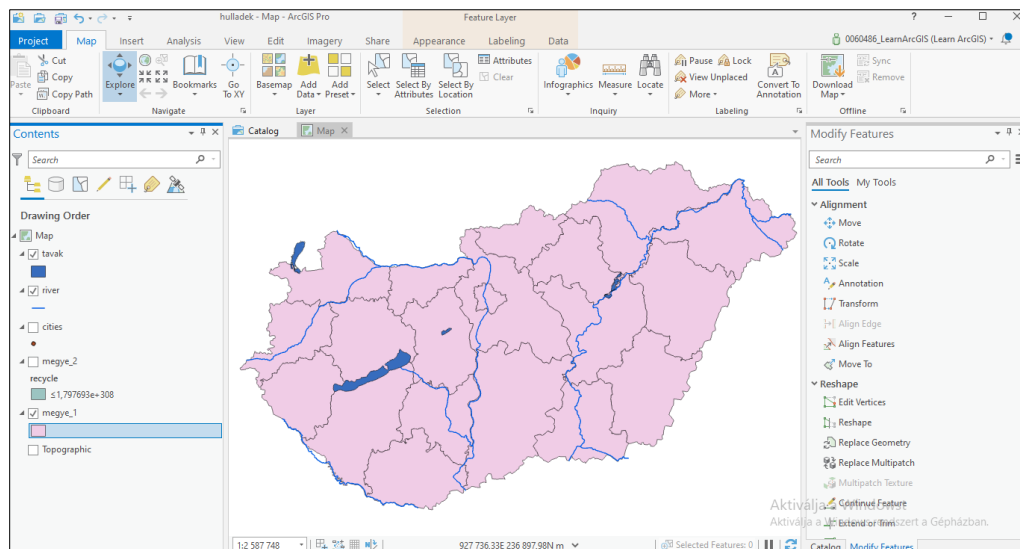 hulladek - Map - ArcGIS Pro
Feature Layer
?
Project Map Insert Analysis View Edit Imagery Share Appearance Labeling Data
0060486_LearnArcGIS (Learn ArcGIS)
Paste
Cut
Copy
Copy Path
Clipboard
Explore
Bookmarks
Go To XY
Navigate
Basemap
Add Data
Add Preset
Layer
Select
Select By Attributes
Select By Location
Attributes
Clear
Selection
Infographics
Measure
Locate
Inquiry
Pause
Lock
View Unplaced
More
Convert To Annotation
Labeling
Download Map
Sync
Remove
Offline
Contents
Search
Drawing Order
Map
tavak
river
cities
megye_2
recycle
≤1,797693e+308
megye_1
Topographic
Catalog
Map
1:2 587 748
927 736.33E 236 897.98N m
Selected Features: 0
Modify Features
Search
All Tools My Tools
Alignment
Move
Rotate
Scale
Annotation
Transform
Align Edge
Align Features
Move To
Reshape
Edit Vertices
Reshape
Replace Geometry
Replace Multipatch
Multipatch Texture
Continue Feature
Extend or Trim
Catalog Modify Features